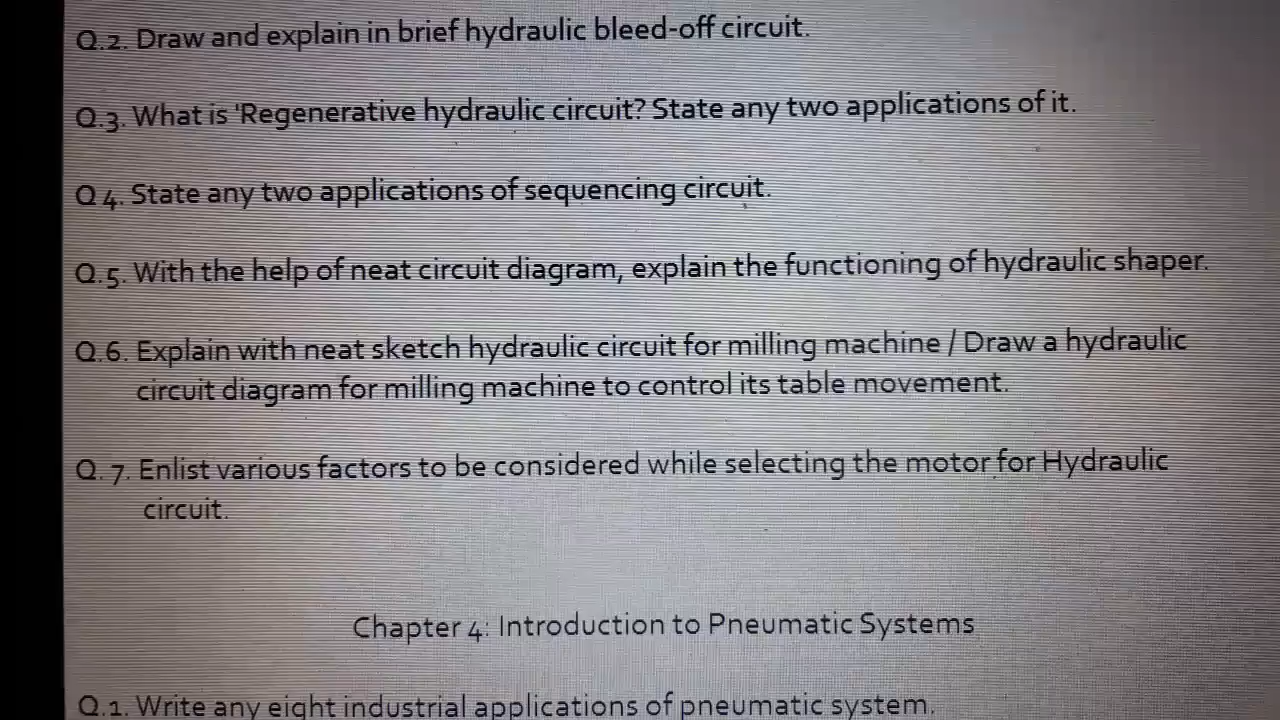 Q.2. Draw and explain in brief hydraulic bleed-off circuit.
Q.3. What is 'Regenerative hydraulic circuit? State any two applications of it.
Q 4. State any two applications of sequencing circuit.
Q.5. With the help of neat circuit diagram, explain the functioning of hydraulic shaper.
Q.6. Explain with neat sketch hydraulic circuit for milling machine / Draw a hydraulic
circuit diagram for milling machine to control its table movement.
Q. 7. Enlist various factors to be considered while selecting the motor for Hydraulic
circuit.
Chapter 4: Introduction to Pneumatic Systems
Q.1. Write any eight industrial applications of pneumatic system.